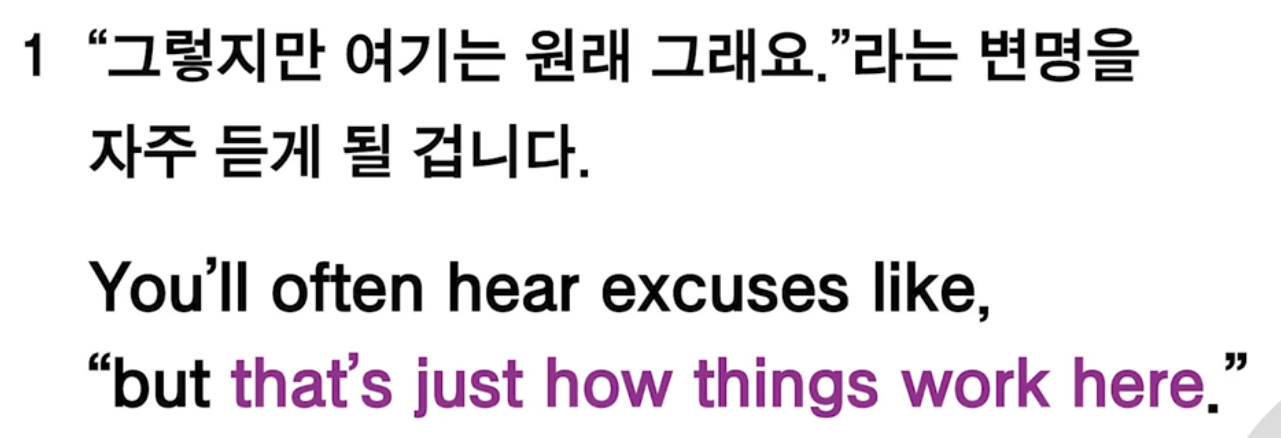 1 “그렇지만 여기는 원래 그래요.”라는 변명을
자주 듣게 될 겁니다.
You’ll often hear excuses like,
“but that’s just how things work here.”